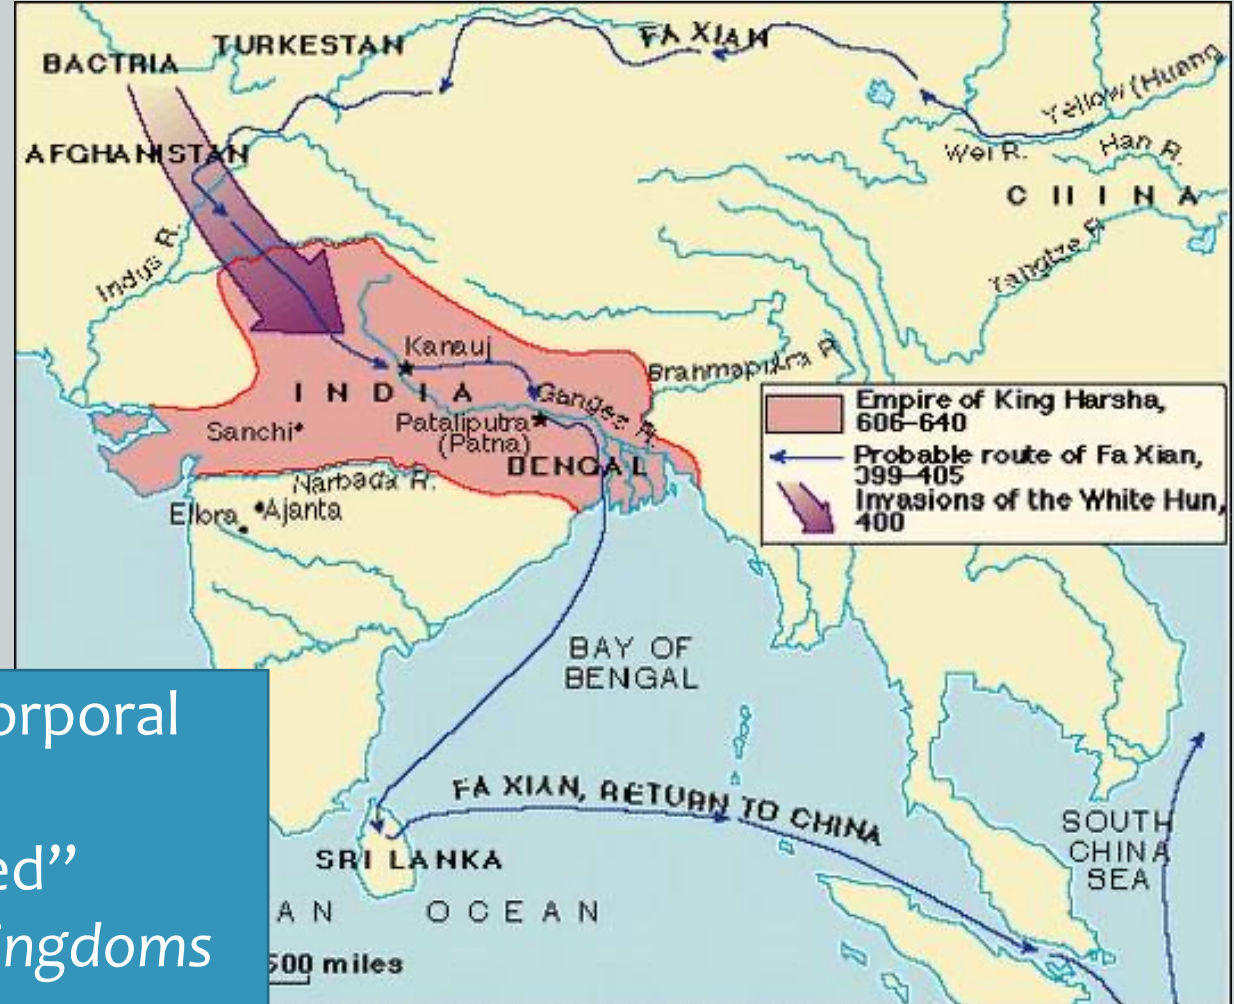 TURKESTAN
FA XIAN
BACTRIA
Yellow (Huang
AFGHANISTAN
Wei R.
Han R.
CHINA
Indus R.
Yangtze R
Kanauj
Brahmaputra R
INDIA
Ganges R.
Sanchi
Pataliputra
(Patna)
BENGAL
Narbada R.
Ellora
Ajanta
Empire of King Harsha,
606–640
Probable route of Fa Xian,
399–405
Invasions of the White Hun,
400
BAY OF
BENGAL
FA XIAN, RETURN TO CHINA
SOUTH
CHINA
SEA
SRI LANKA
AN OCEAN
500 miles
orporal
ed”
ingdoms